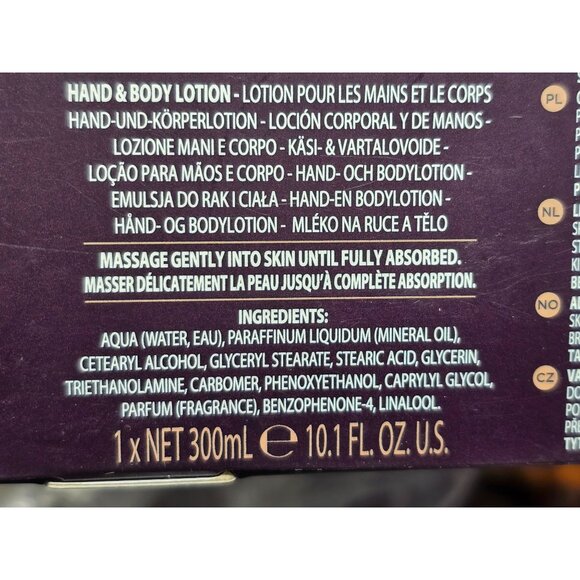 HAND & BODY LOTION - LOTION POUR LES MAINS ET LE CORPS
HAND-UND-KÖRPERLOTION - LOCIÓN CORPORAL Y DE MANOS -
LOZIONE MANI E CORPO - KÄSI- & VARTALOVOIDE -
LOÇÃO PARA MÃOS E CORPO - HAND- OCH BODYLOTION -
EMULSJA DO RAK I CIAŁA - HAND-EN BODYLOTION -
HÅND- OG BODYLOTION - MLÉKO NA RUCE A TĚLO
MASSAGE GENTLY INTO SKIN UNTIL FULLY ABSORBED.
MASSER DÉLICATEMENT LA PEAU JUSQU'À COMPLÈTE ABSORPTION.
INGREDIENTS:
AQUA (WATER, EAU), PARAFFINUM LIQUIDUM (MINERAL OIL),
CETEARYL ALCOHOL, GLYCERYL STEARATE, STEARIC ACID, GLYCERIN,
TRIETHANOLAMINE, CARBOMER, PHENOXYETHANOL, CAPRYLYL GLYCOL,
PARFUM (FRAGRANCE), BENZOPHENONE-4, LINALOOL.
1 x NET 300mL ℮ 10.1 FL. OZ. U.S.
PL
NL
NO
CZ